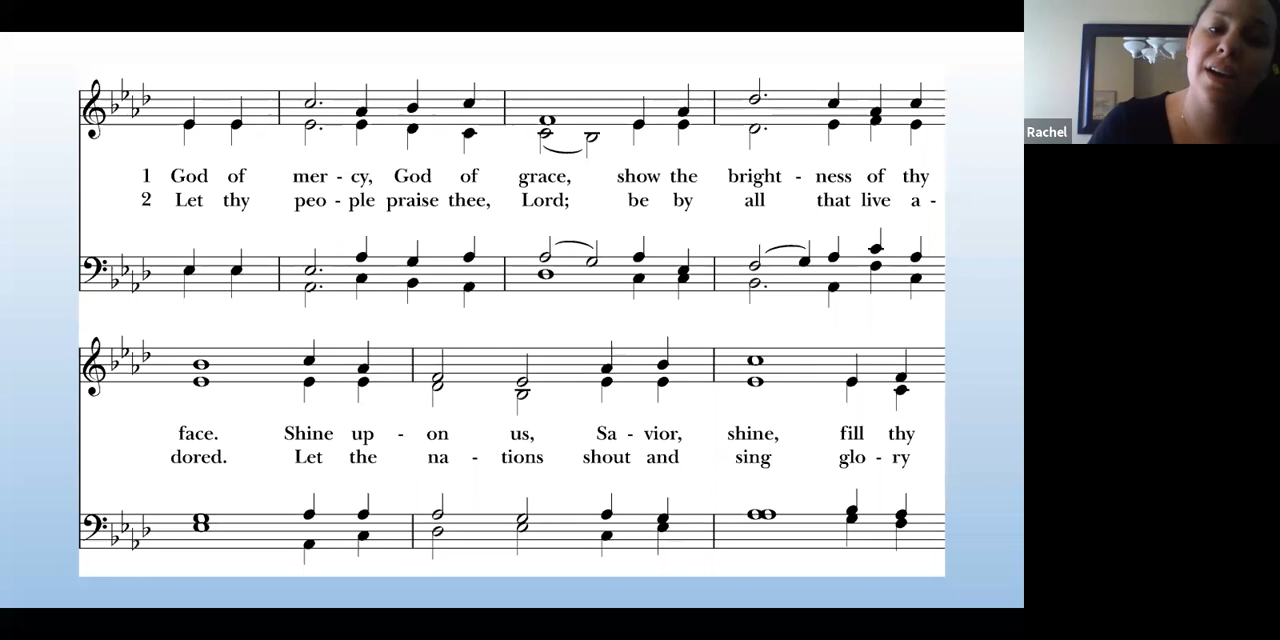 1 God of mer - cy, God of grace, show the bright - ness of thy
2 Let thy peo - ple praise thee, Lord; be by all that live a -
face. Shine up - on us, Sa - vior, shine, fill thy
dored. Let the na - tions shout and sing glo - ry
Rachel